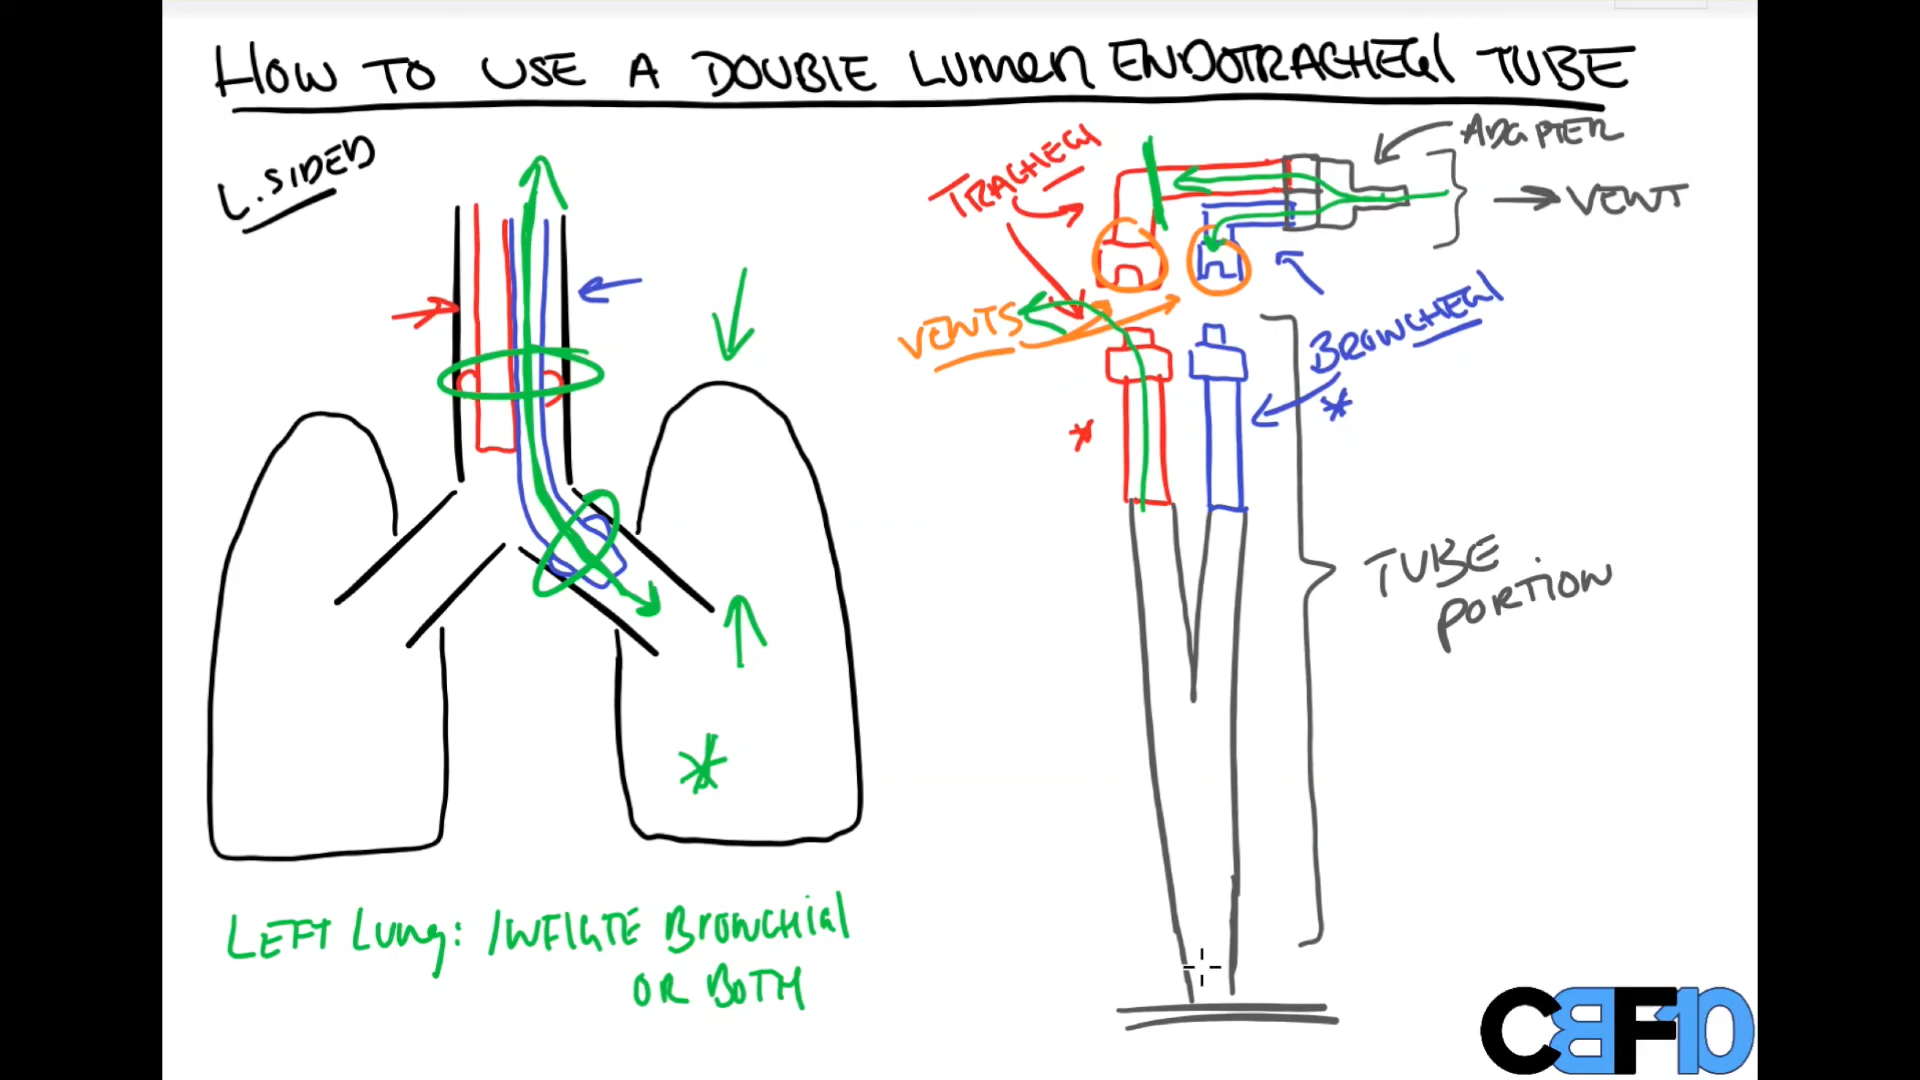 HOW TO USE A DOUBLE LUMEN ENDOTRACHEAL TUBE
L. SIDED
TRACHEAL
ADAPTER
VENT
VENTS
BRONCHEAL
*
*
TUBE
PORTION
*
LEFT LUNG: INFLATE BRONCHIAL
OR BOTH
CBF10